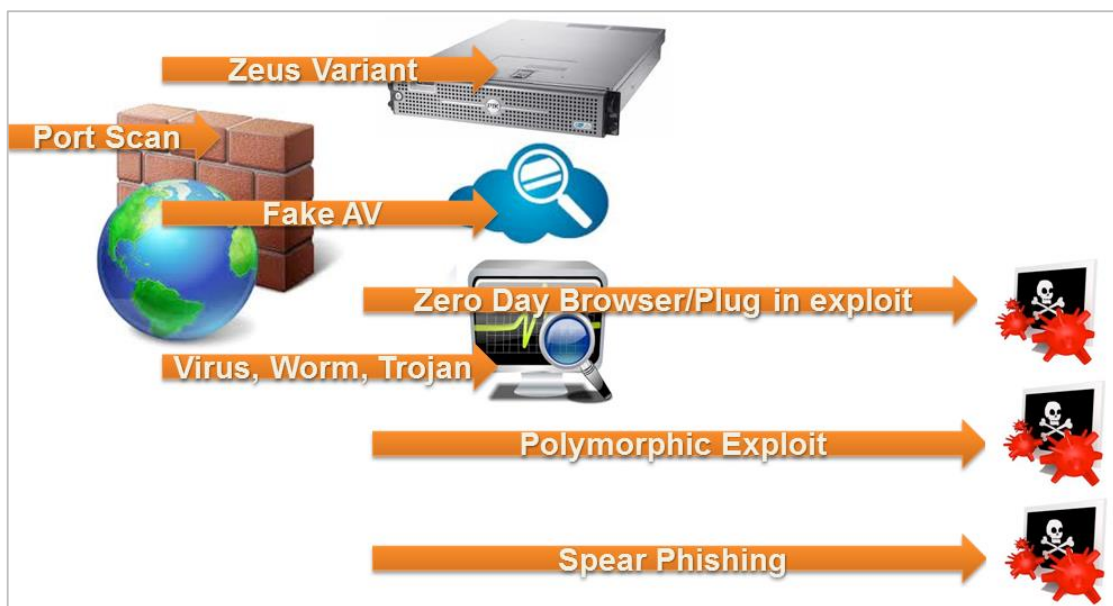 Zeus Variant
Port Scan
Fake AV
Zero Day Browser/Plug in exploit
Virus, Worm, Trojan
Polymorphic Exploit
Spear Phishing